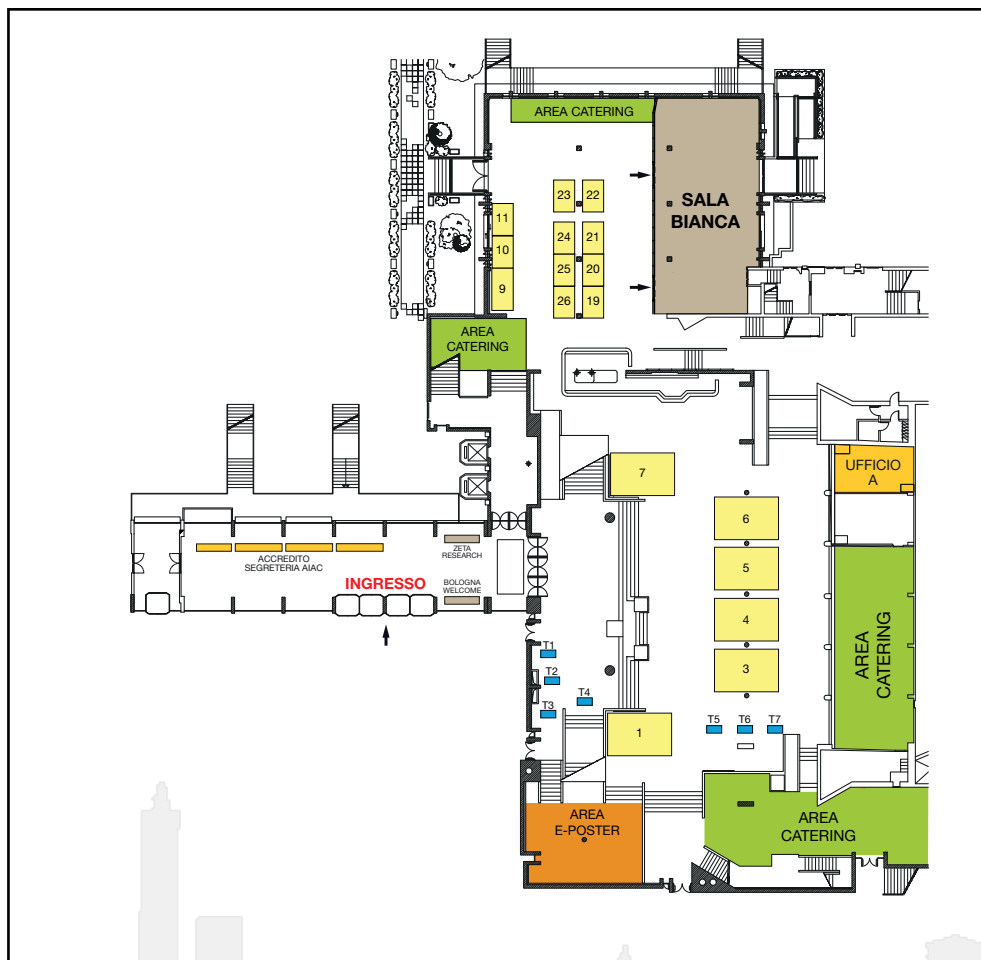 AREA CATERING
SALA
BIANCA
23
22
11
24
21
10
25
20
9
26
19
AREA
CATERING
7
UFFICIO
A
6
ZETA
RESEARCH
ACCREDITO
SEGRETERIA AIAC
5
INGRESSO
BOLOGNA
WELCOME
4
AREA
CATERING
T1
3
T2
T4
T3
T5
T6
T7
1
AREA
E-POSTER
AREA
CATERING